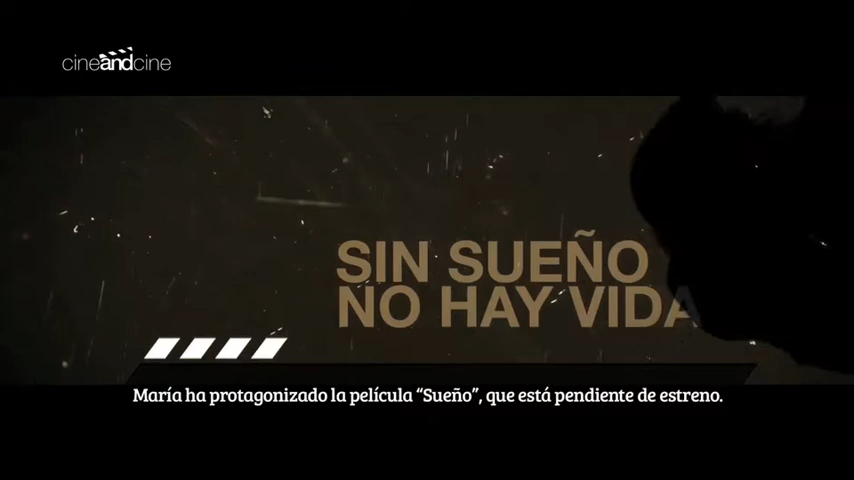 cineandcine
SIN SUEÑO
NO HAY VIDA
María ha protagonizado la película “Sueño”, que está pendiente de estreno.